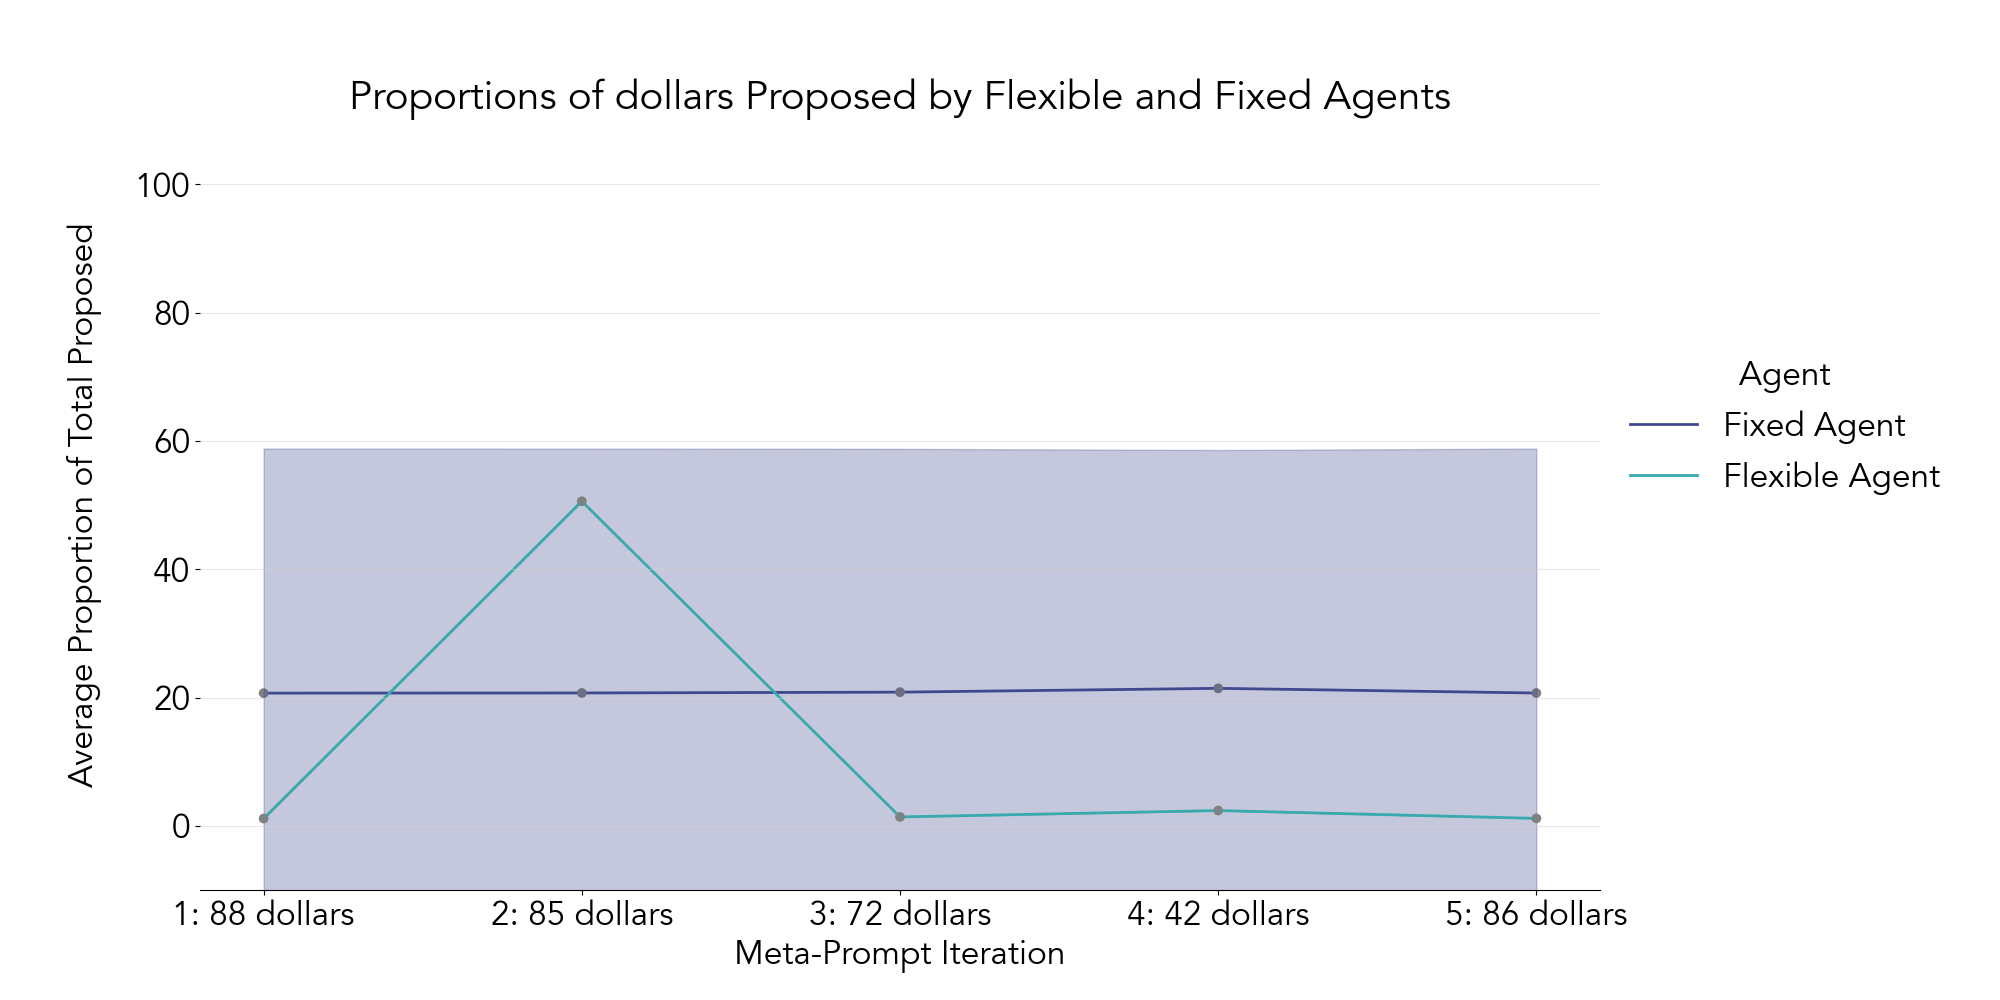 Proportions of dollars Proposed by Flexible and Fixed Agents
Average Proportion of Total Proposed
100
80
60
40
20
0
1: 88 dollars
2: 85 dollars
3: 72 dollars
4: 42 dollars
5: 86 dollars
Meta-Prompt Iteration
Agent
Fixed Agent
Flexible Agent